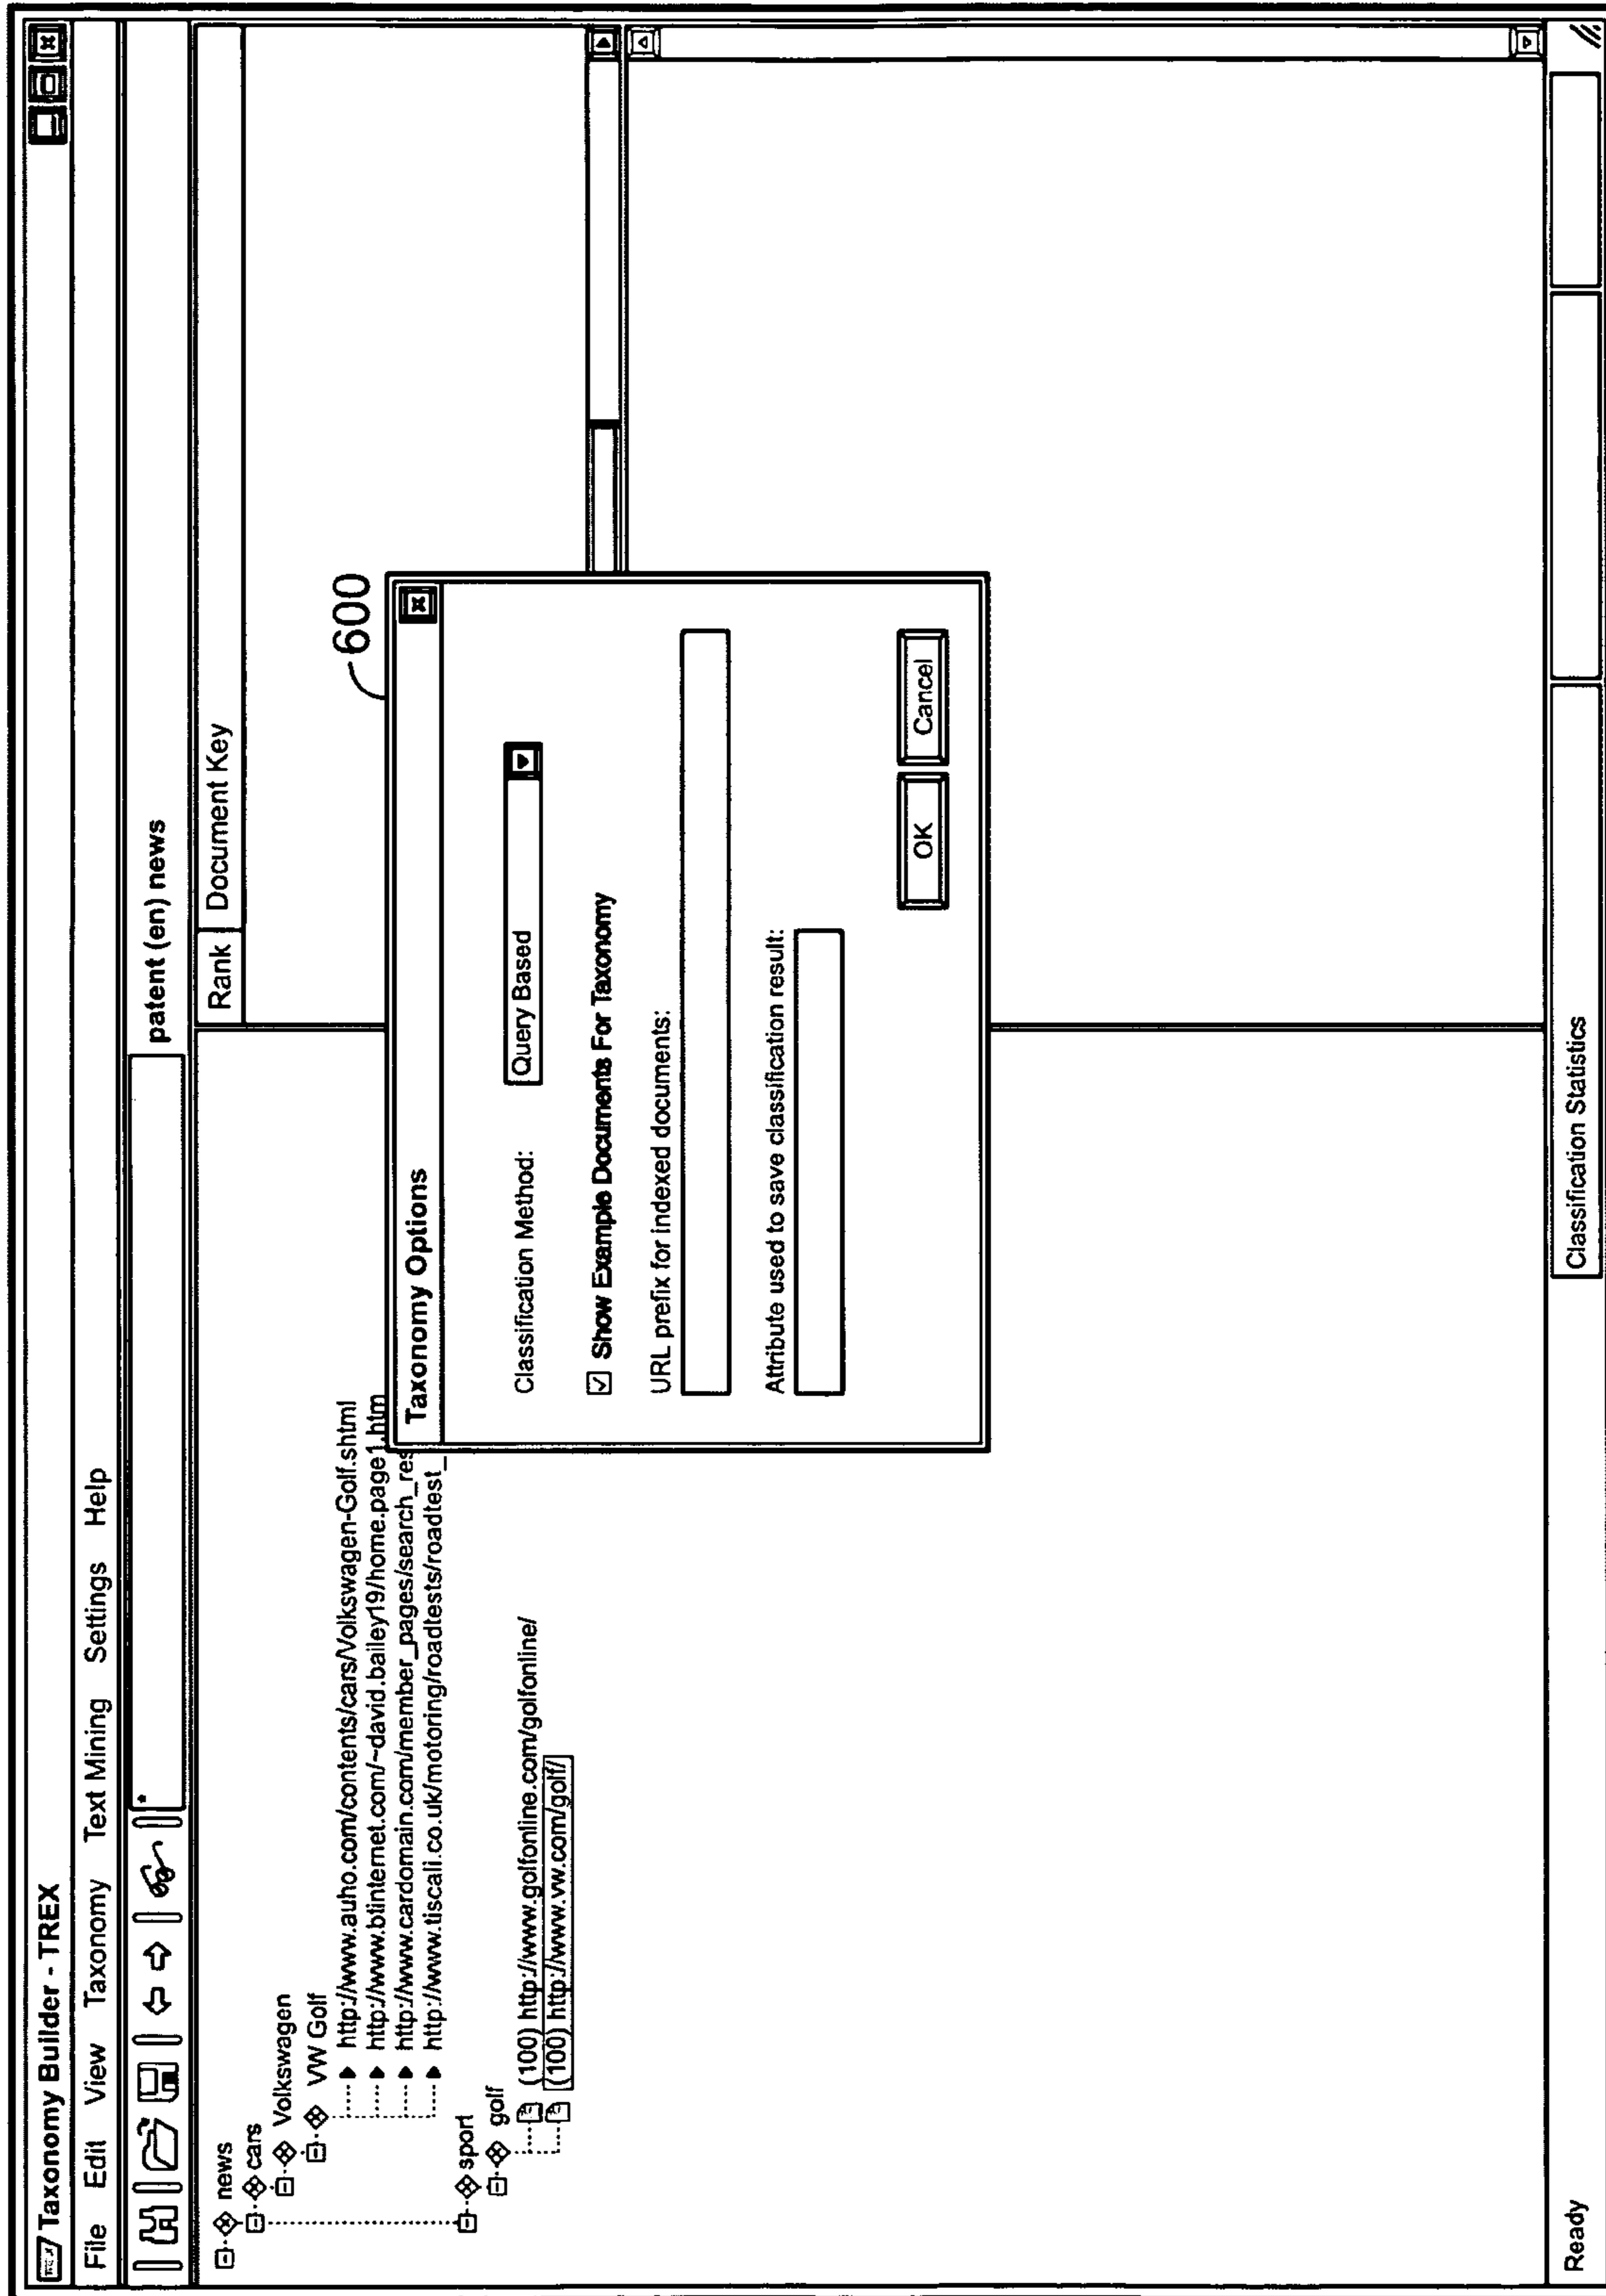 Taxonomy Builder - TREX
File Edit View Taxonomy Text Mining Settings Help
* patent (en) news
Rank Document Key
news
cars
Volkswagen
VW Golf
http://www.auho.com/contents/cars/Volkswagen-Golf.shtml
http://www.btinternet.com/~david.bailey19/home.page1.htm
http://www.cardomain.com/member_pages/search_res
http://www.tiscali.co.uk/motoring/roadtests/roadtest_
sport
golf
(100) http://www.golfonline.com/golfonline/
(100) http://www.vw.com/golf/
600
Taxonomy Options
Classification Method: Query Based
Show Example Documents For Taxonomy
URL prefix for indexed documents:
Attribute used to save classification result:
OK Cancel
Ready Classification Statistics